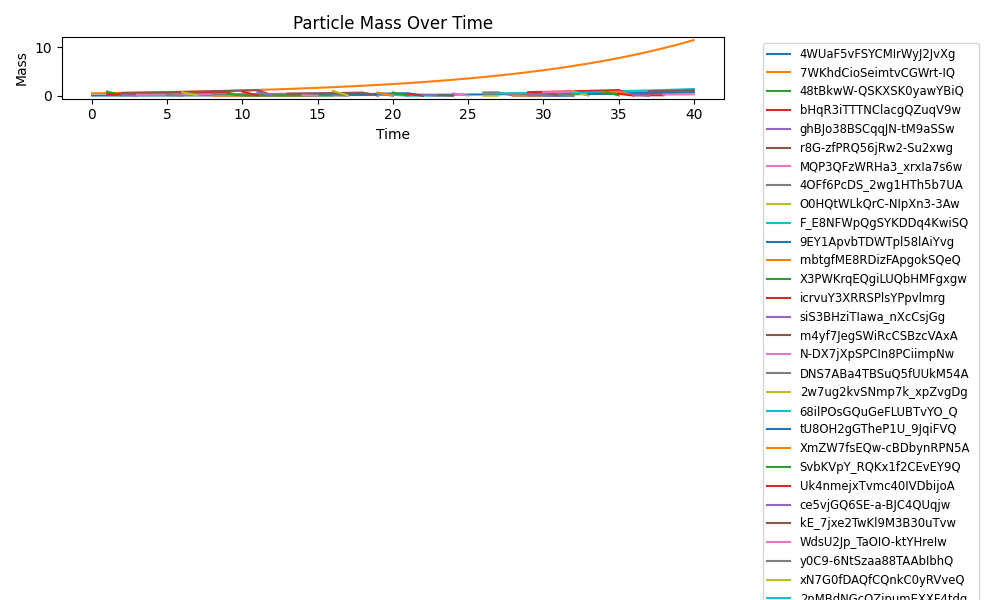 Particle Mass Over Time
10
0
Mass
0 5 10 15 20 25 30 35 40
Time
4WUaF5vFSYCMIrWyJ2JvXg
7WKhdCioSeimtvCGWrt-IQ
48tBkwW-QSKXSK0yawYBiQ
bHqR3iTTTNClacgQZuqV9w
ghBJo38BSCqqJN-tM9aSSw
r8G-zfPRQ56jRw2-Su2xwg
MQP3QFzWRHa3_xrxIa7s6w
4OFf6PcDS_2wg1HTh5b7UA
O0HQtWLkQrC-NIpXn3-3Aw
F_E8NFWpQgSYKDDq4KwiSQ
9EY1ApvbTDWTpl58lAiYvg
mbtgfME8RDizFApgokSQeQ
X3PWKrqEQgiLUQbHMFgxgw
icrvuY3XRRSPlsYPpvlmrg
siS3BHziTIawa_nXcCsjGg
m4yf7JegSWiRcCSBzcVAxA
N-DX7jXpSPCIn8PCiimpNw
DNS7ABa4TBSuQ5fUUkM54A
2w7ug2kvSNmp7k_xpZvgDg
68ilPOsGQuGeFLUBTvYO_Q
tU8OH2gGTheP1U_9JqiFVQ
XmZW7fsEQw-cBDbynRPN5A
SvbKVpY_RQKx1f2CEvEY9Q
Uk4nmejxTvmc40IVDbijoA
ce5vjGQ6SE-a-BJC4QUqjw
kE_7jxe2TwKl9M3B30uTvw
WdsU2Jp_TaOIO-ktYHreIw
y0C9-6NtSzaa88TAAbIbhQ
xN7G0fDAQfCQnkC0yRVveQ